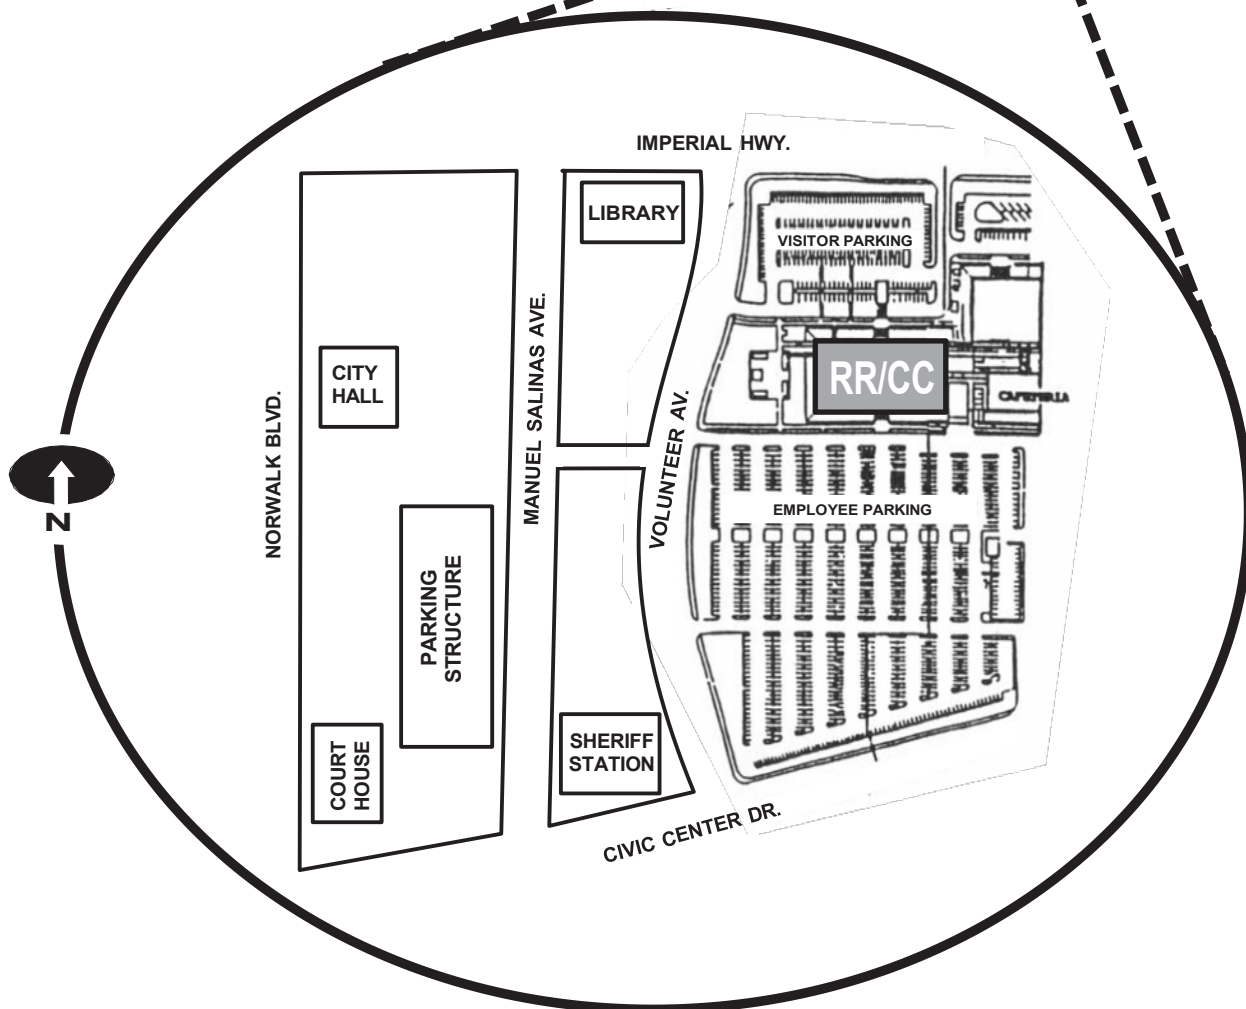 IMPERIAL HWY.
LIBRARY
VISITOR PARKING
MANUEL SALINAS AVE.
CITY
HALL
RR/CC
CAFETERIA
NORWALK BLVD.
VOLUNTEER AV.
N
EMPLOYEE PARKING
PARKING
STRUCTURE
COURT
HOUSE
SHERIFF
STATION
CIVIC CENTER DR.